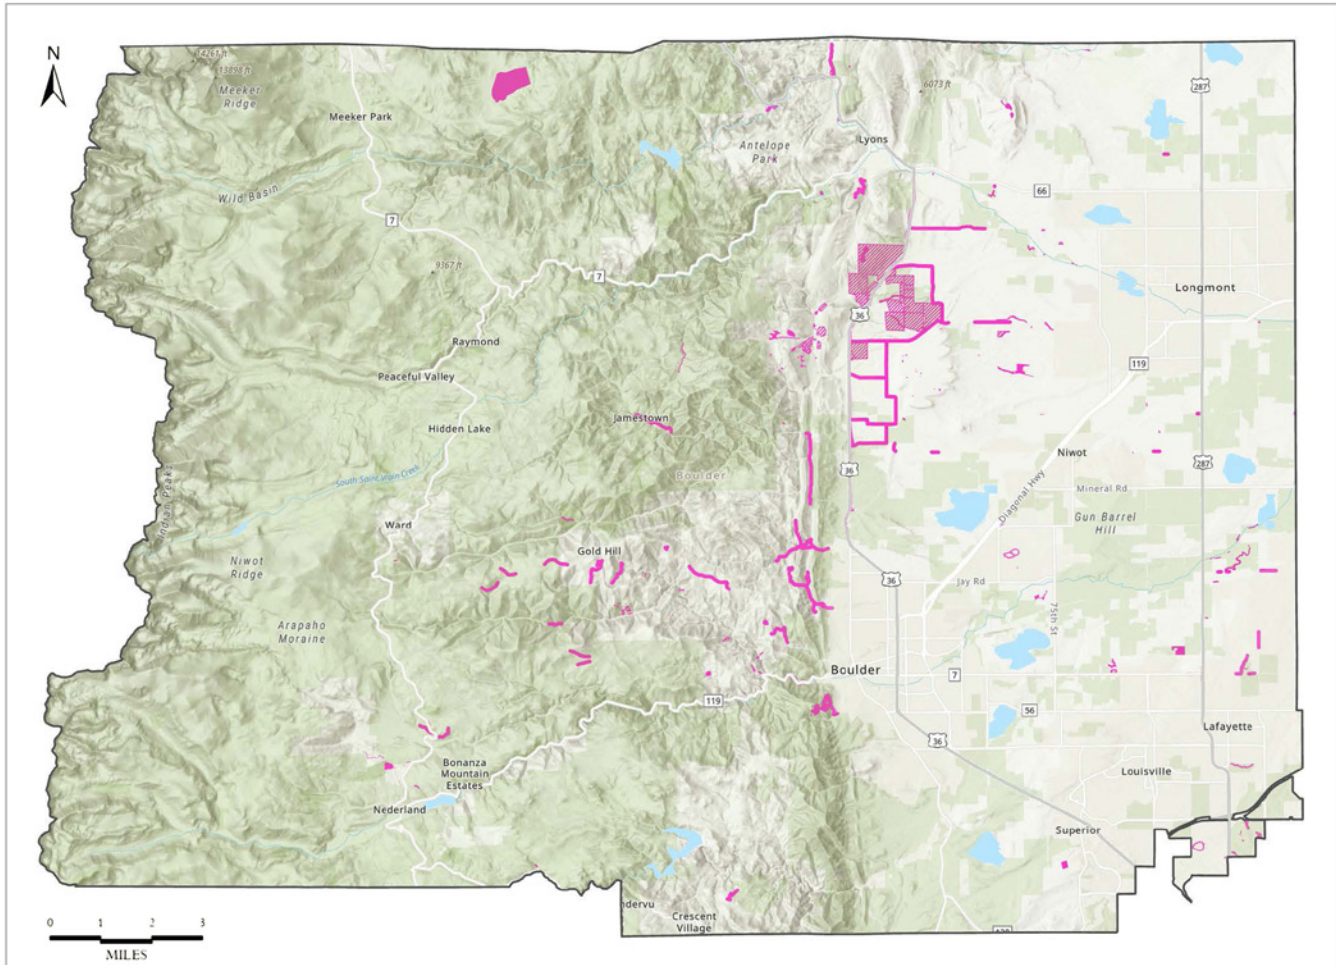 N
14261 ft
13898 ft
Meeker
Ridge
6073 ft
287
Meeker Park
Lyons
Antelope
Park
Wild Basin
66
7
9367 ft
7
Longmont
36
Raymond
119
Peaceful Valley
Jamestown
Hidden Lake
Niwot
287
36
Boulder
South Saint Vrain Creek
Mineral Rd
Indian Peaks
Diagonal Hwy
Gun Barrel
Hill
Ward
Gold Hill
Niwot
Ridge
36
Jay Rd
75th St
Arapaho
Moraine
Boulder
7
119
56
Lafayette
36
Bonanza
Mountain
Estates
Louisville
Nederland
Superior
ndervu
Crescent
Village
0 1 2 3
MILES